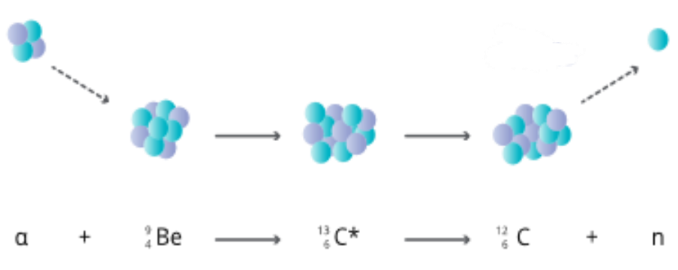 α + ⁹₄Be ⟶ ¹³₆C* ⟶ ¹²₆C + n